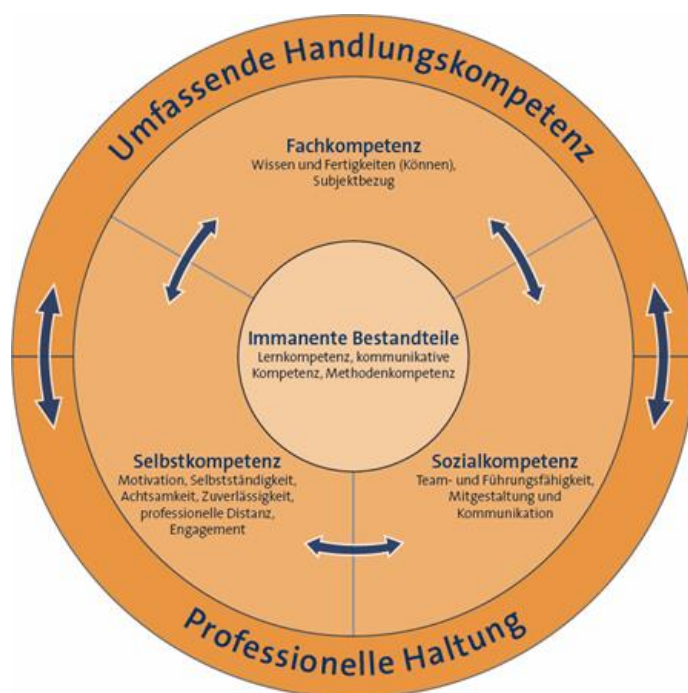 Umfassende Handlungskompetenz
Fachkompetenz
Wissen und Fertigkeiten (Können),
Subjektbezug
Immanente Bestandteile
Lernkompetenz, kommunikative
Kompetenz, Methodenkompetenz
Selbstkompetenz
Motivation, Selbstständigkeit,
Achtsamkeit, Zuverlässigkeit,
professionelle Distanz,
Engagement
Sozialkompetenz
Team- und Führungsfähigkeit,
Mitgestaltung und
Kommunikation
Professionelle Haltung